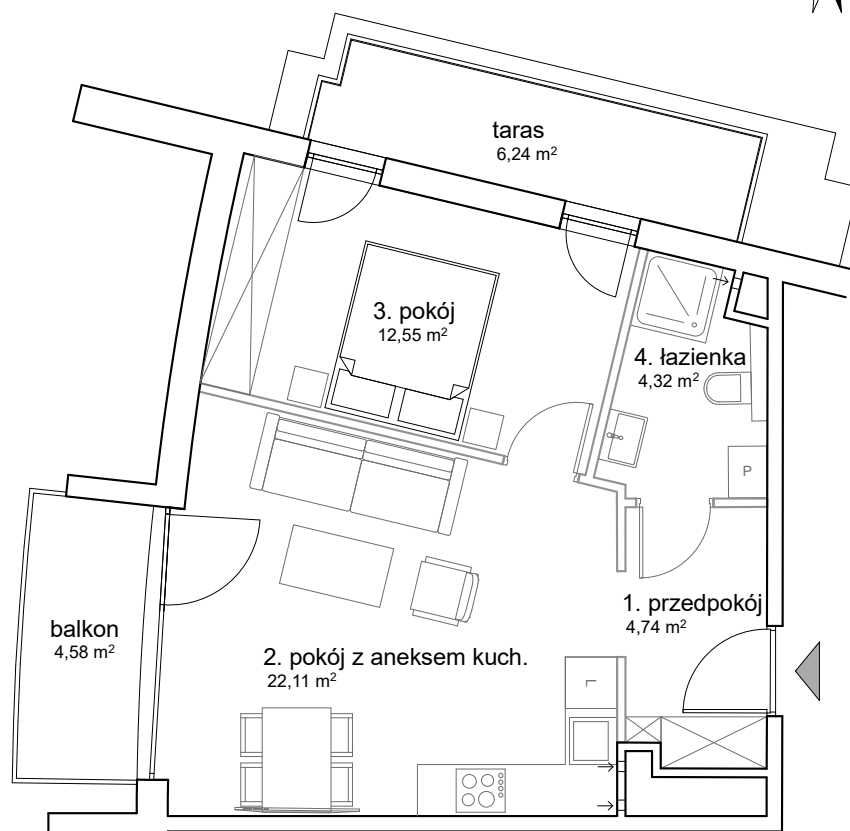 taras
6,24 m²
3. pokój
12,55 m²
4. łazienka
4,32 m²
P
1. przedpokój
4,74 m²
balkon
4,58 m²
2. pokój z aneksem kuch.
22,11 m²
L